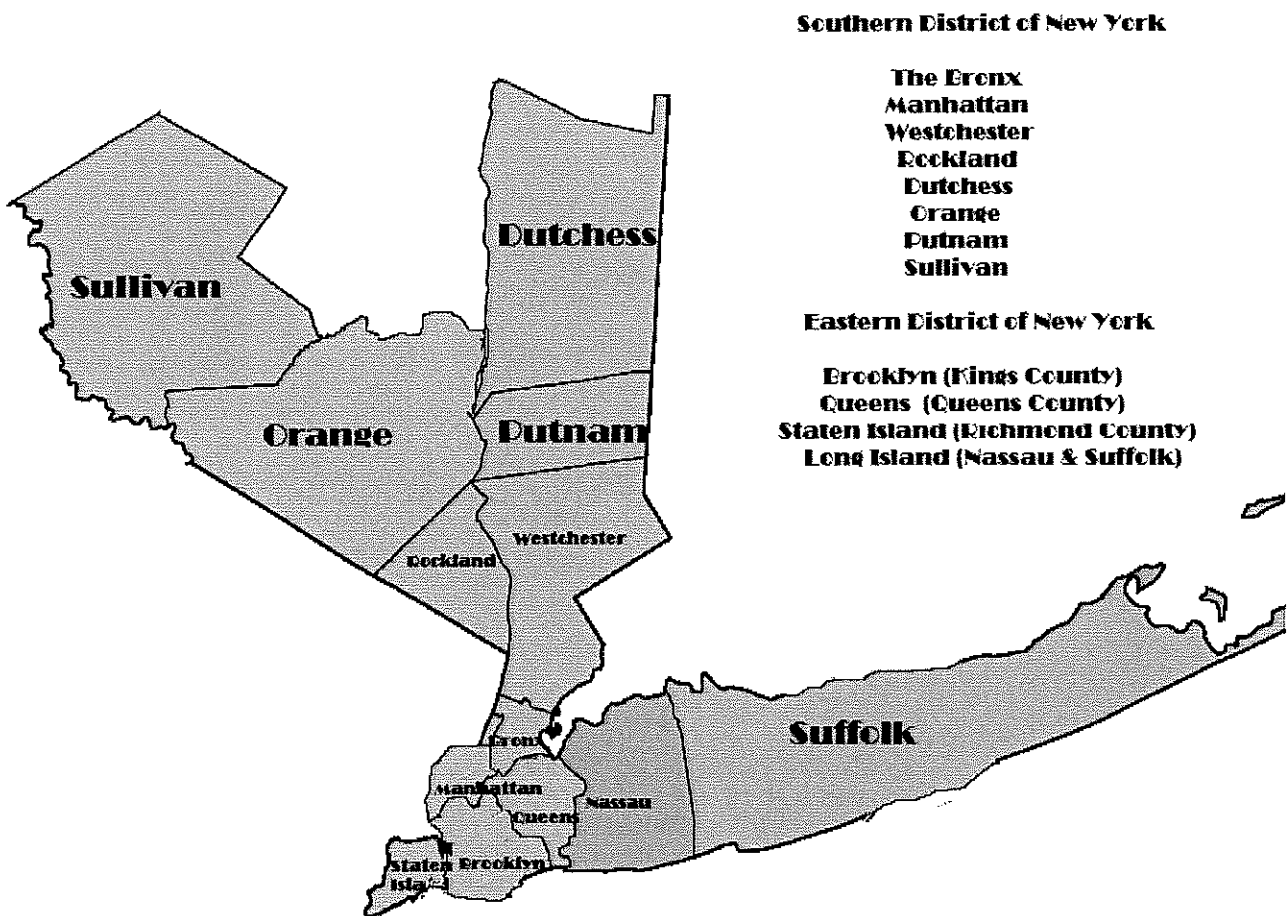 Southern District of New York
The Bronx
Manhattan
Westchester
Rockland
Dutchess
Orange
Putnam
Sullivan
Eastern District of New York
Brooklyn (Kings County)
Queens (Queens County)
Staten Island (Richmond County)
Long Island (Nassau & Suffolk)
Dutchess
Sullivan
Orange
Putnam
Westchester
Rockland
Suffolk
Bronx
Manhattan
Nassau
Queens
Staten
Brooklyn